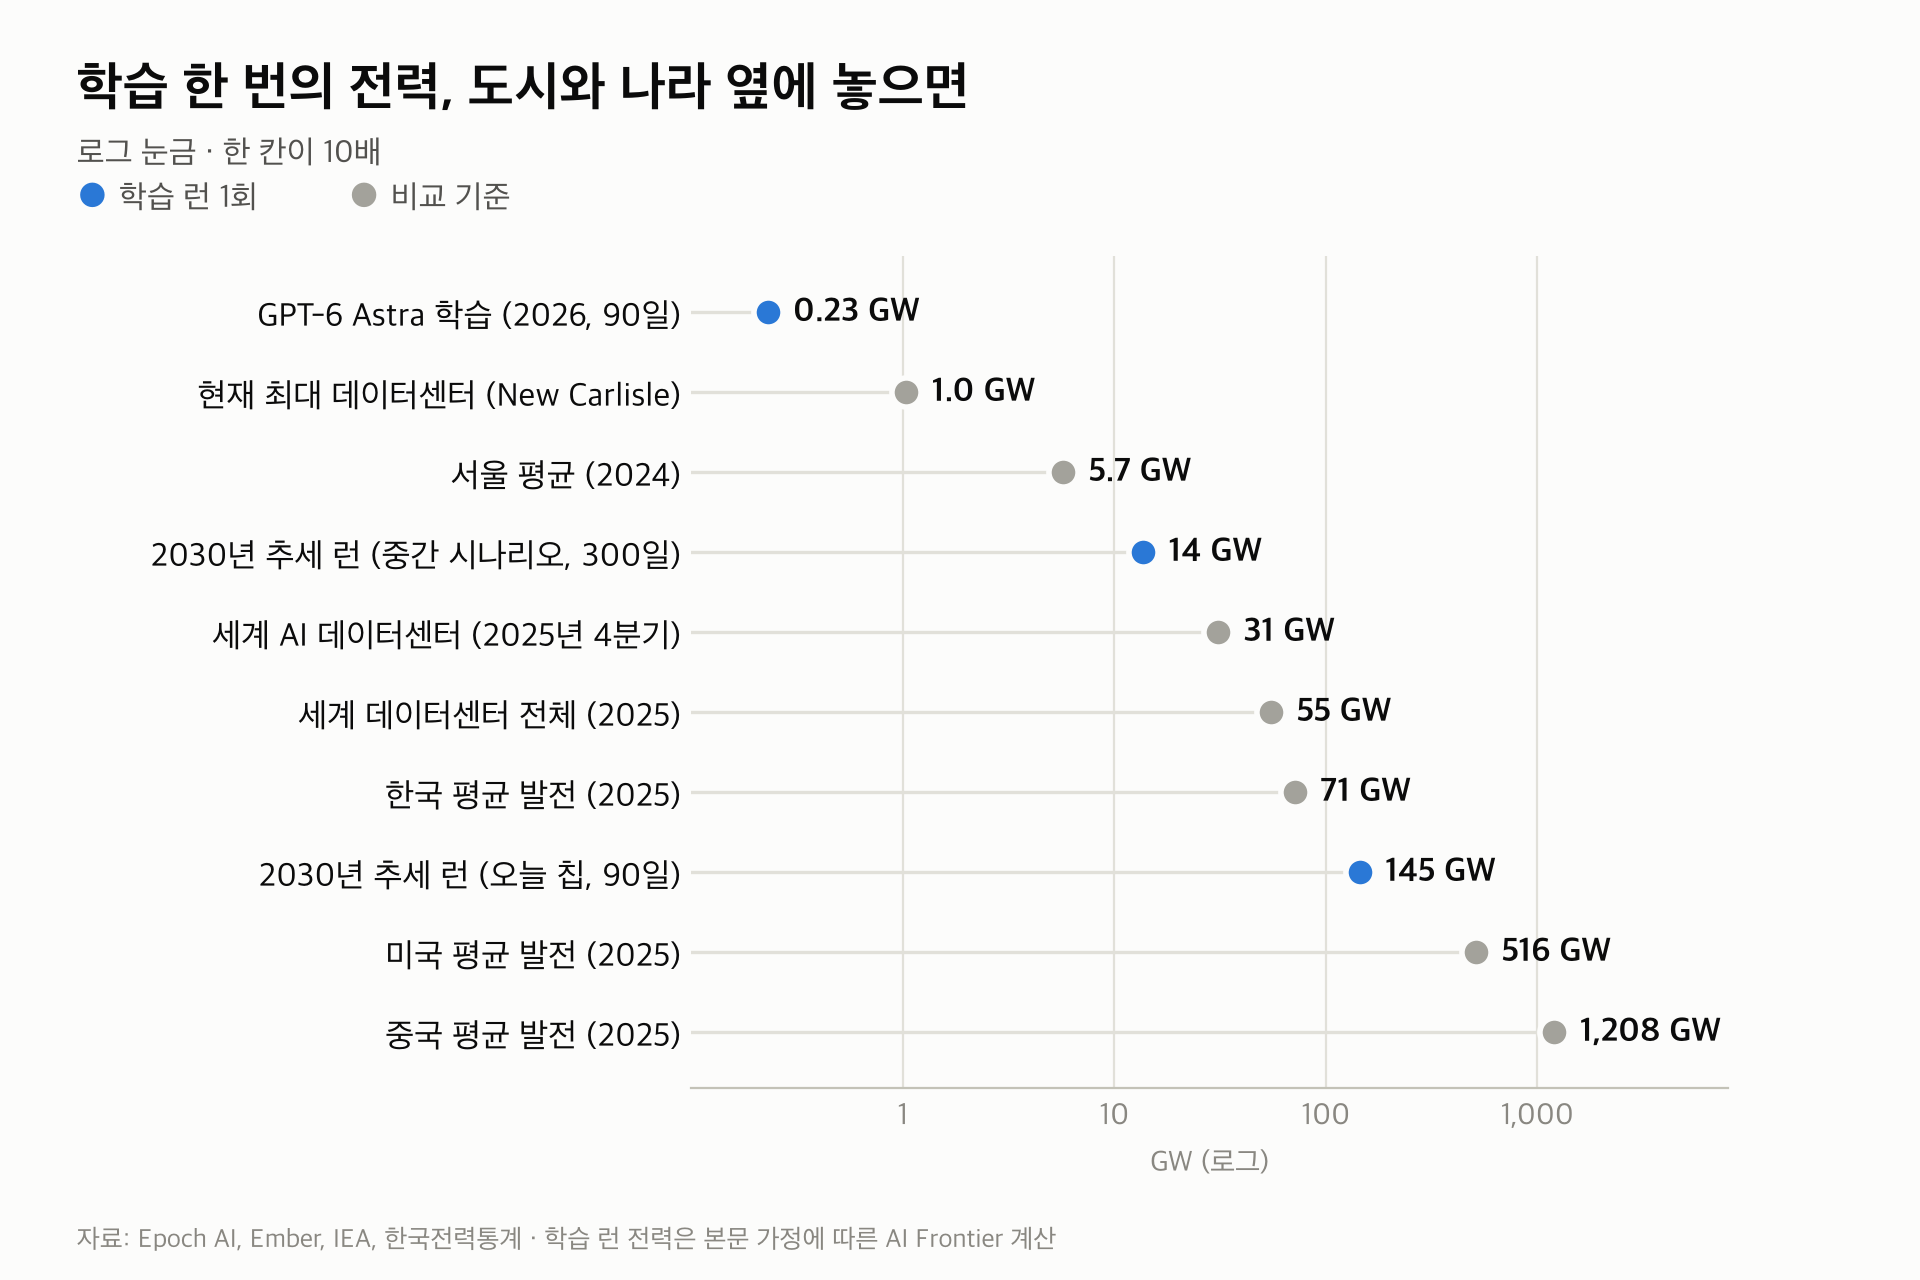 학습 한 번의 전력, 도시와 나라 옆에 놓으면
로그 눈금 · 한 칸이 10배
학습 런 1회 비교 기준
GPT-6 Astra 학습 (2026, 90일) 0.23 GW
현재 최대 데이터센터 (New Carlisle) 1.0 GW
서울 평균 (2024) 5.7 GW
2030년 추세 런 (중간 시나리오, 300일) 14 GW
세계 AI 데이터센터 (2025년 4분기) 31 GW
세계 데이터센터 전체 (2025) 55 GW
한국 평균 발전 (2025) 71 GW
2030년 추세 런 (오늘 칩, 90일) 145 GW
미국 평균 발전 (2025) 516 GW
중국 평균 발전 (2025) 1,208 GW
1 10 100 1,000
GW (로그)
자료: Epoch AI, Ember, IEA, 한국전력통계 · 학습 런 전력은 본문 가정에 따른 AI Frontier 계산